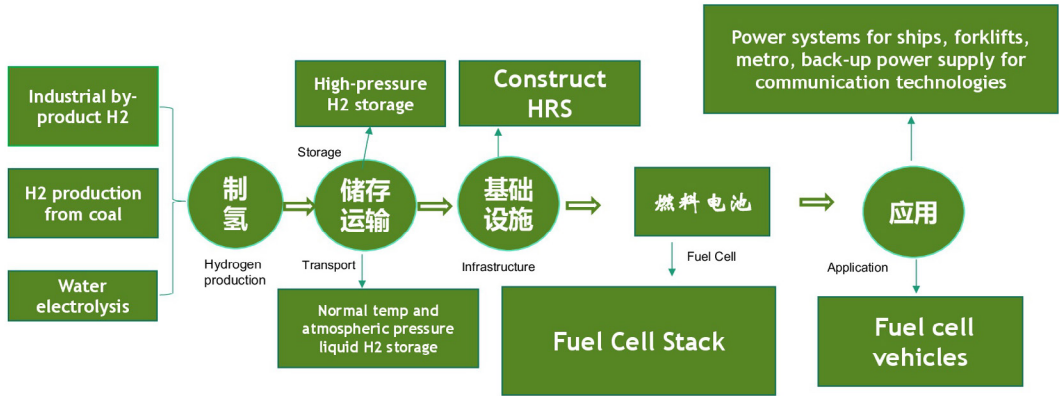 Industrial by-
product H2
H2 production
from coal
Water
electrolysis
制
氢
Hydrogen
production
High-pressure
H2 storage
Storage
储存
运输
Transport
Normal temp and
atmospheric pressure
liquid H2 storage
Construct
HRS
基础
设施
Infrastructure
燃料电池
Fuel Cell
Fuel Cell Stack
Power systems for ships, forklifts,
metro, back-up power supply for
communication technologies
应用
Application
Fuel cell
vehicles